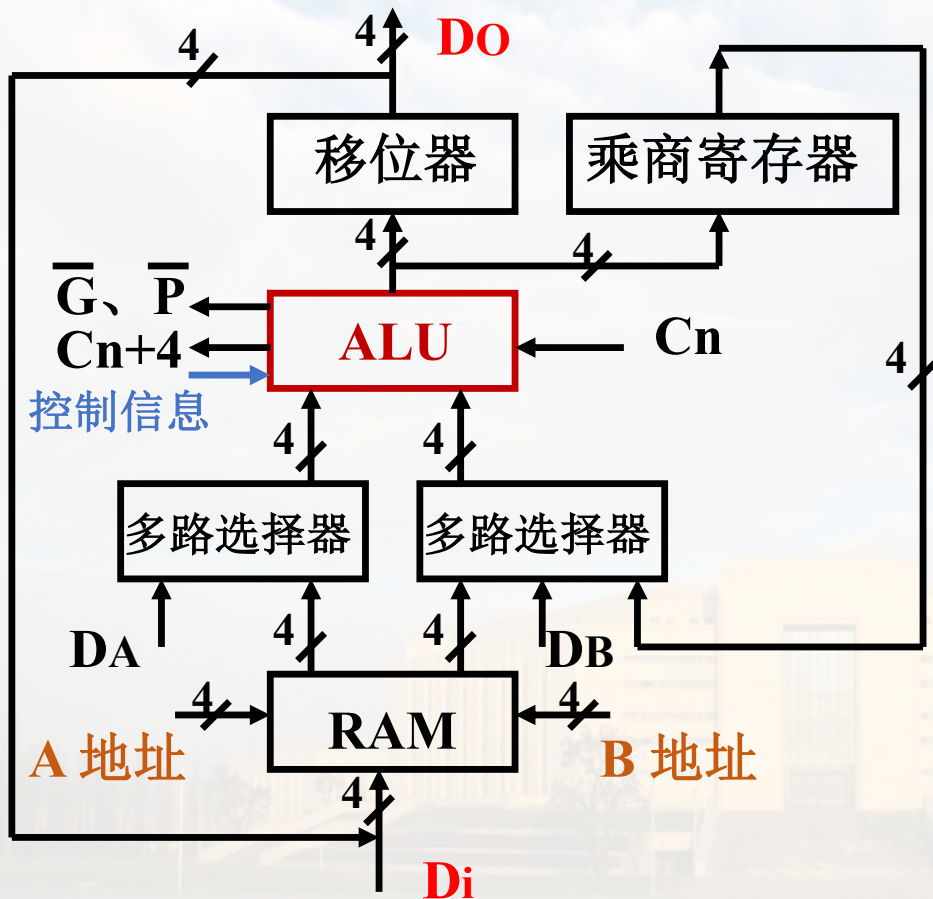 4 4 DO
移位器 乘商寄存器
4 4
G、P
ALU Cn
Cn+4 4
控制信息
4 4
多路选择器 多路选择器
DA 4 4 DB
4 RAM 4
A 地址 B 地址
4
Di